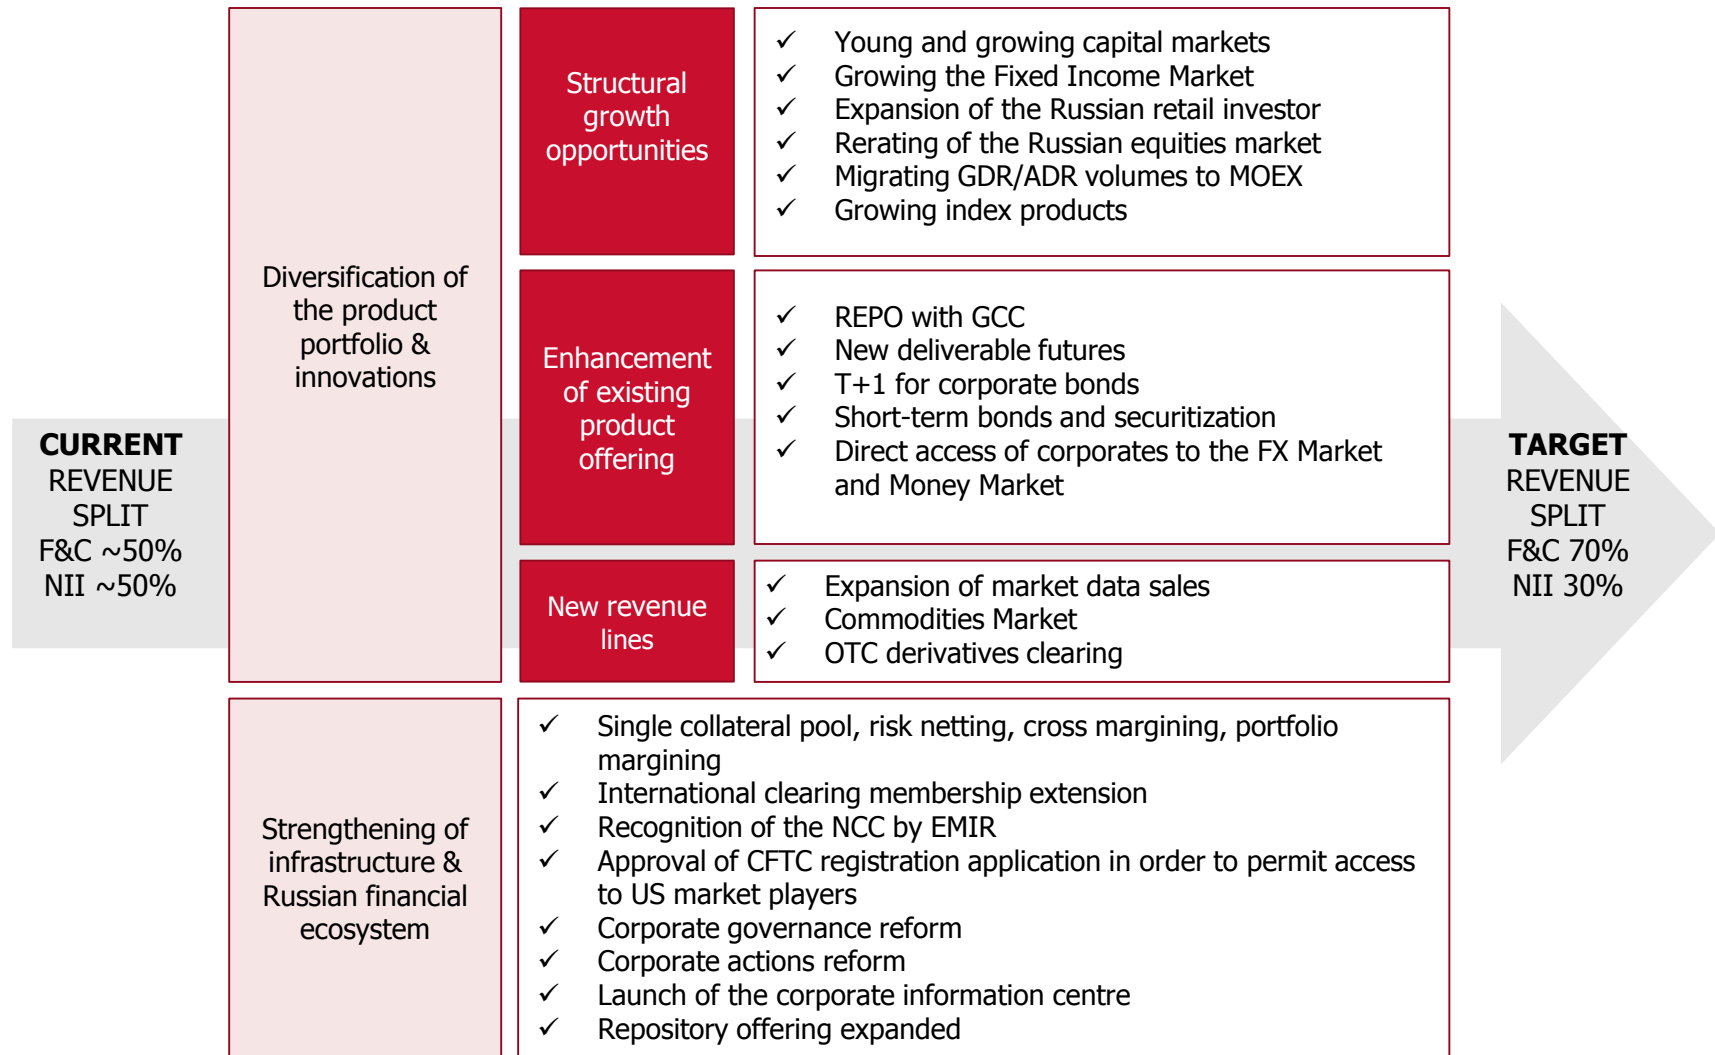 CURRENT
REVENUE
SPLIT
F&C ~50%
NII ~50%
Diversification of
the product
portfolio &
innovations
Structural
growth
opportunities
✓ Young and growing capital markets
✓ Growing the Fixed Income Market
✓ Expansion of the Russian retail investor
✓ Rerating of the Russian equities market
✓ Migrating GDR/ADR volumes to MOEX
✓ Growing index products
Enhancement
of existing
product
offering
✓ REPO with GCC
✓ New deliverable futures
✓ T+1 for corporate bonds
✓ Short-term bonds and securitization
✓ Direct access of corporates to the FX Market
and Money Market
New revenue
lines
✓ Expansion of market data sales
✓ Commodities Market
✓ OTC derivatives clearing
Strengthening of
infrastructure &
Russian financial
ecosystem
✓ Single collateral pool, risk netting, cross margining, portfolio
margining
✓ International clearing membership extension
✓ Recognition of the NCC by EMIR
✓ Approval of CFTC registration application in order to permit access
to US market players
✓ Corporate governance reform
✓ Corporate actions reform
✓ Launch of the corporate information centre
✓ Repository offering expanded
TARGET
REVENUE
SPLIT
F&C 70%
NII 30%